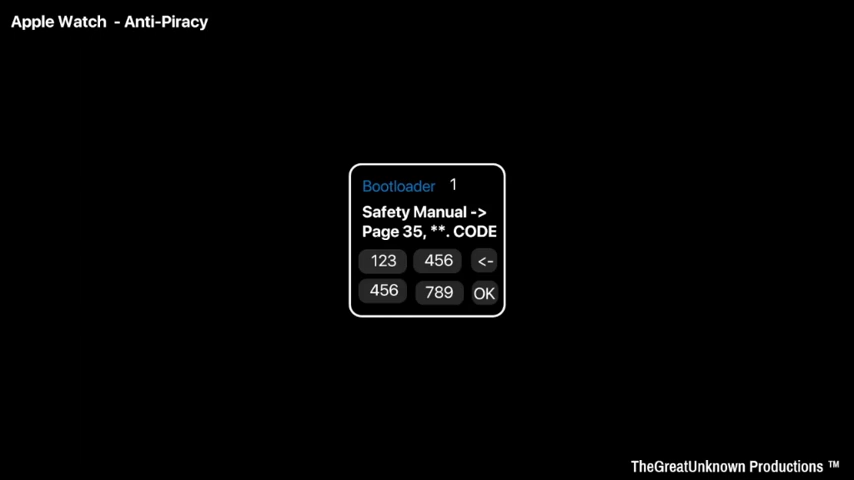 Apple Watch  - Anti-Piracy
Bootloader 1
Safety Manual ->
Page 35, **. CODE
123 456 <-
456 789 OK
TheGreatUnknown Productions ™